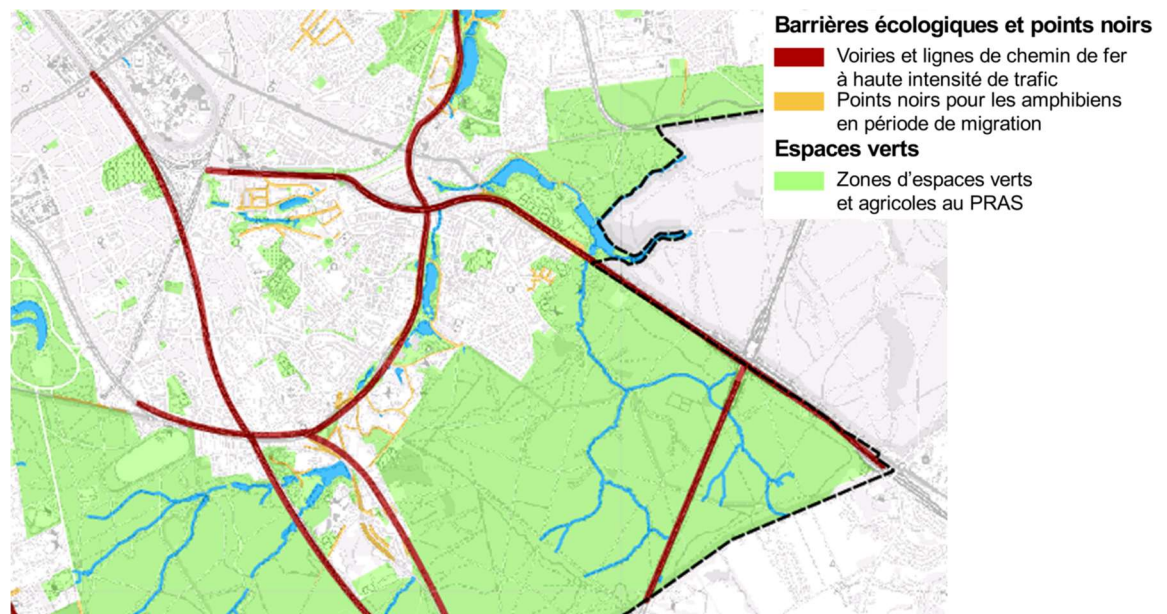 Barrières écologiques et points noirs
Voiries et lignes de chemin de fer
à haute intensité de trafic
Points noirs pour les amphibiens
en période de migration
Espaces verts
Zones d'espaces verts
et agricoles au PRAS